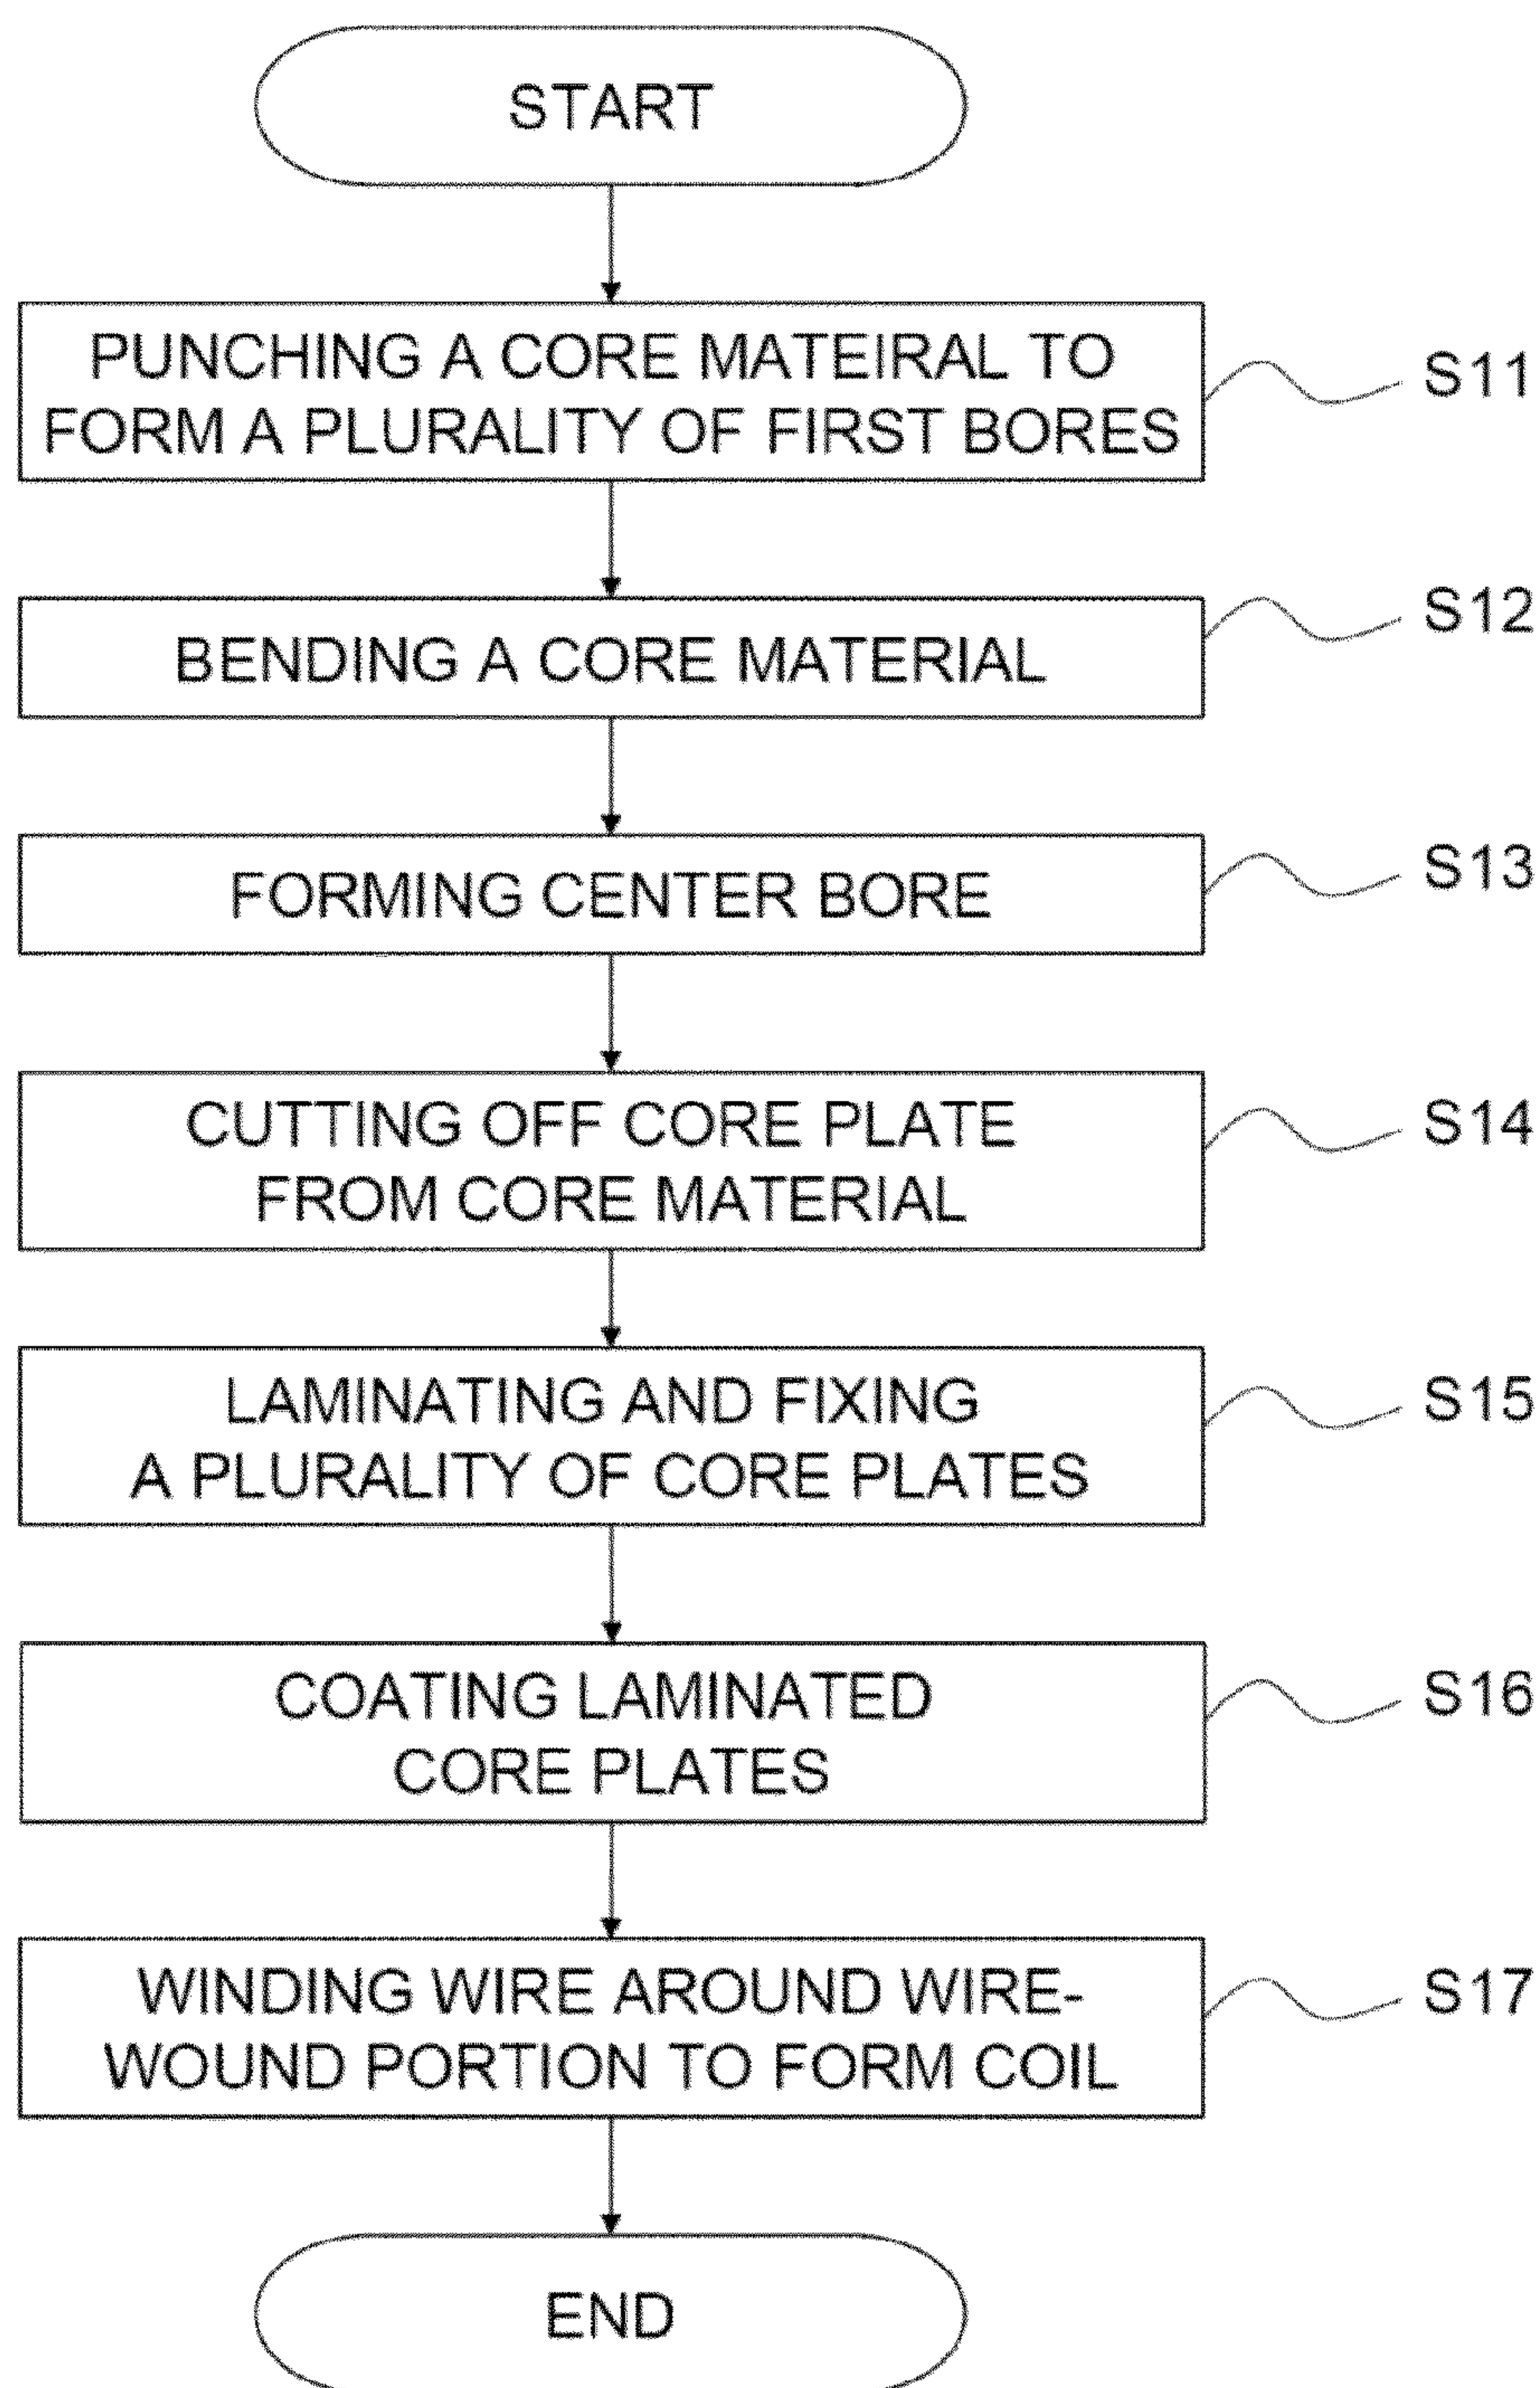 START
PUNCHING A CORE MATEIRAL TO
FORM A PLURALITY OF FIRST BORES
S11
BENDING A CORE MATERIAL
S12
FORMING CENTER BORE
S13
CUTTING OFF CORE PLATE
FROM CORE MATERIAL
S14
LAMINATING AND FIXING
A PLURALITY OF CORE PLATES
S15
COATING LAMINATED
CORE PLATES
S16
WINDING WIRE AROUND WIRE-
WOUND PORTION TO FORM COIL
S17
END